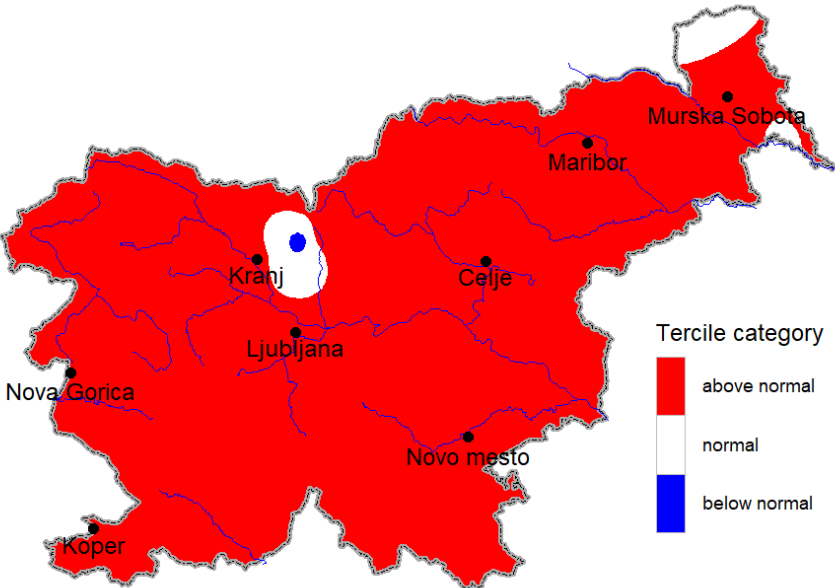 Murska Sobota
Maribor
Kranj
Celje
Tercile category
Ljubljana
above normal
Nova Gorica
normal
Novo mesto
below normal
Koper